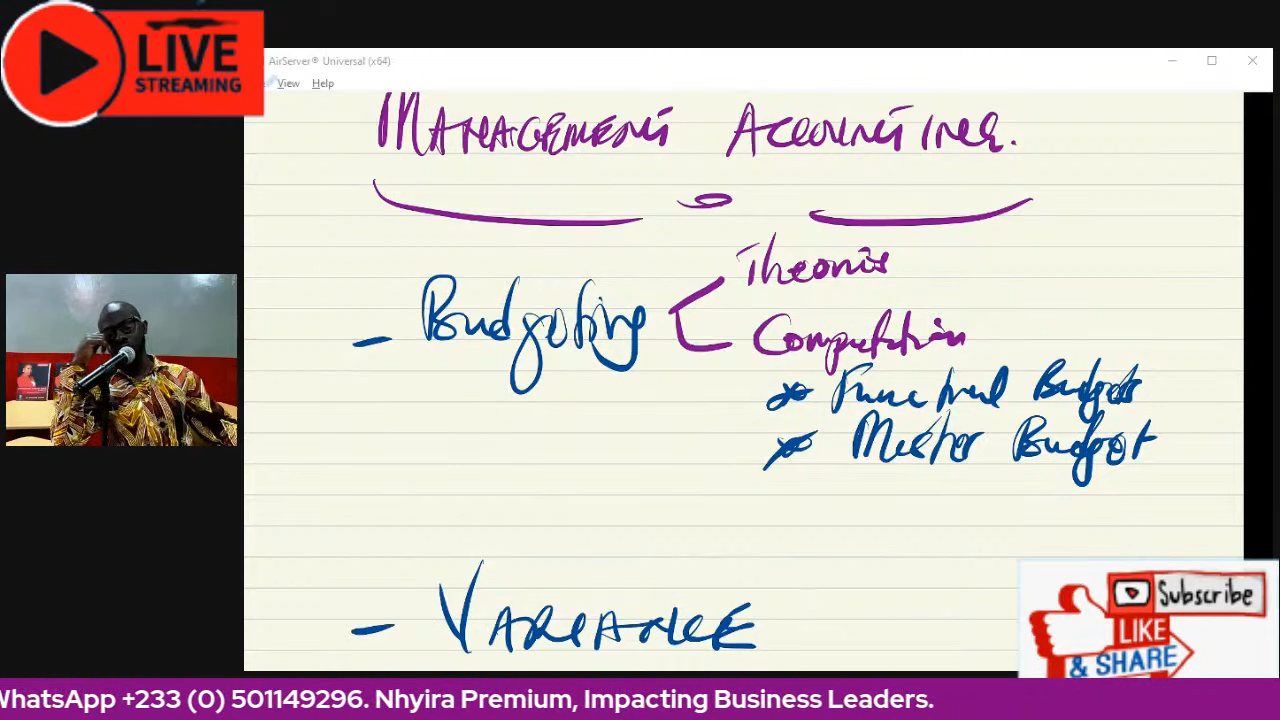 LIVE
STREAMING
AirServer® Universal (x64)
View Help
MANAGEMENT ACCOUNTING.
Theories
- Budgeting
Computation
* Functional Budgets
* Master Budget
- VARIANCE
Subscribe
LIKE
& SHARE
WhatsApp +233 (0) 501149296. Nhyira Premium, Impacting Business Leaders.